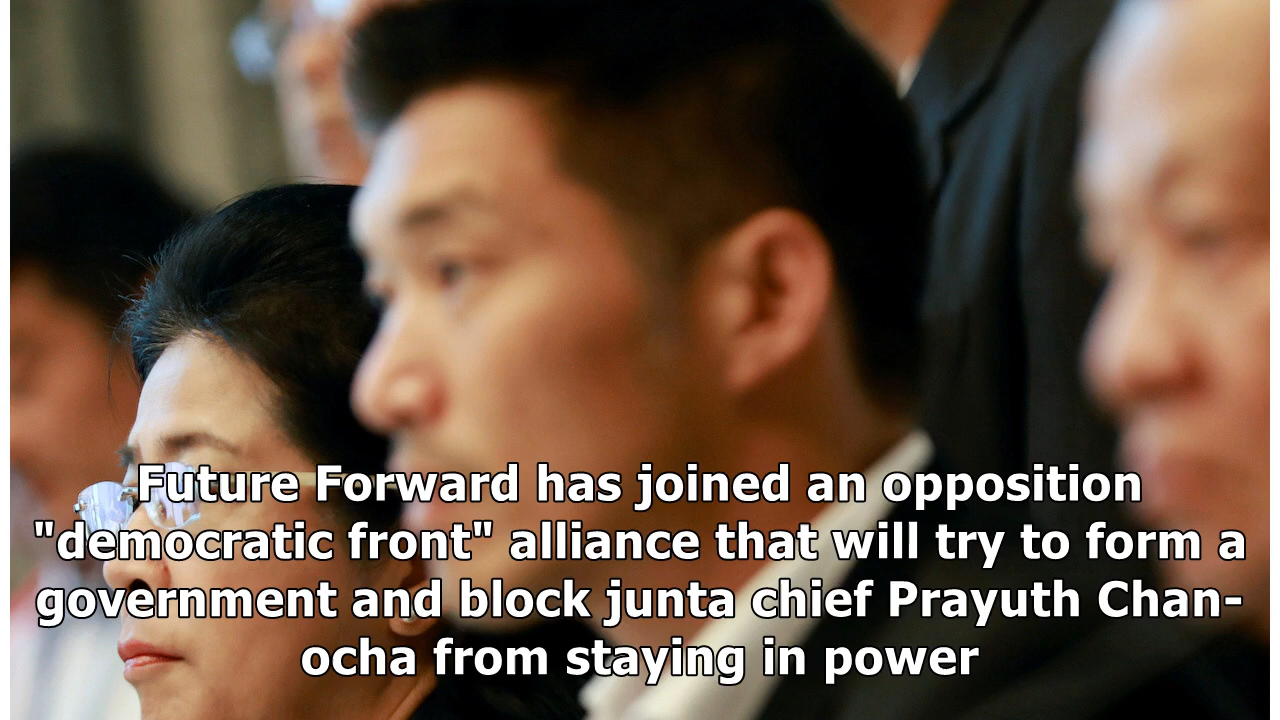 Future Forward has joined an opposition
"democratic front" alliance that will try to form a
government and block junta chief Prayuth Chan-
ocha from staying in power